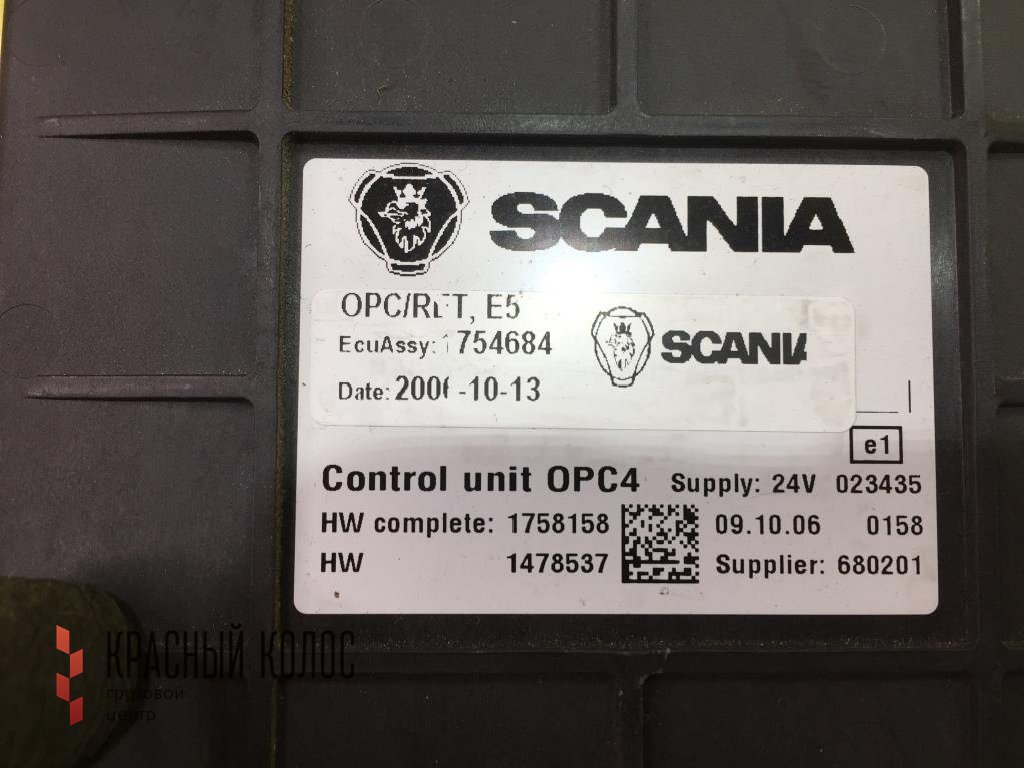 SCANIA
OPC/RET, E5
EcuAssy: 1754684
SCANIA
Date: 2006-10-13
e1
Control unit OPC4 Supply: 24V 023435
HW complete: 1758158 09.10.06 0158
HW 1478537 Supplier: 680201
КРАСНЫЙ КОЛОС
грузовой
центр